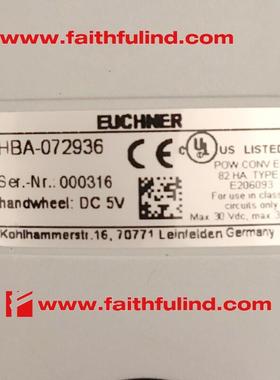 www.faithfulind.com
EUCHNER
HBA-072936
Ser.-Nr.: 000316
handwheel: DC 5V
CE
UL US LISTED
POW. CONV E
82 HA TYPE
E206093
For use in class
circuits only
Max 30 Vdc, max 3
Kohlhammerstr.16, 70771 Leinfelden Germany
www.faithfulind.com